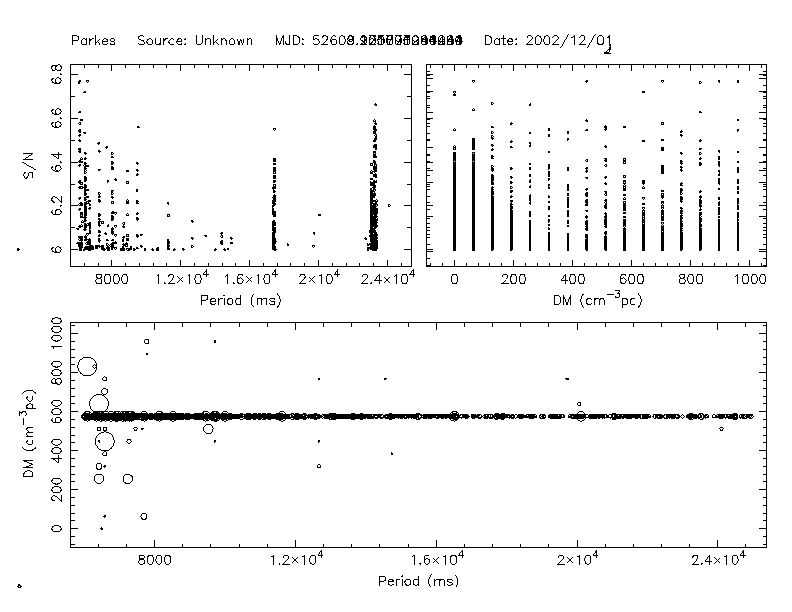 Parkes Source: Unknown MJD: Date: 2002/12/
6.8
6.6
6.4
6.2
6
S/N
8000 1.2×10⁴ 1.6×10⁴ 2×10⁴ 2.4×10⁴
Period (ms)
0 200 400 600 800 1000
DM (cm⁻³pc)
1000
800
600
400
200
0
DM (cm⁻³pc)
8000 1.2×10⁴ 1.6×10⁴ 2×10⁴ 2.4×10⁴
Period (ms)